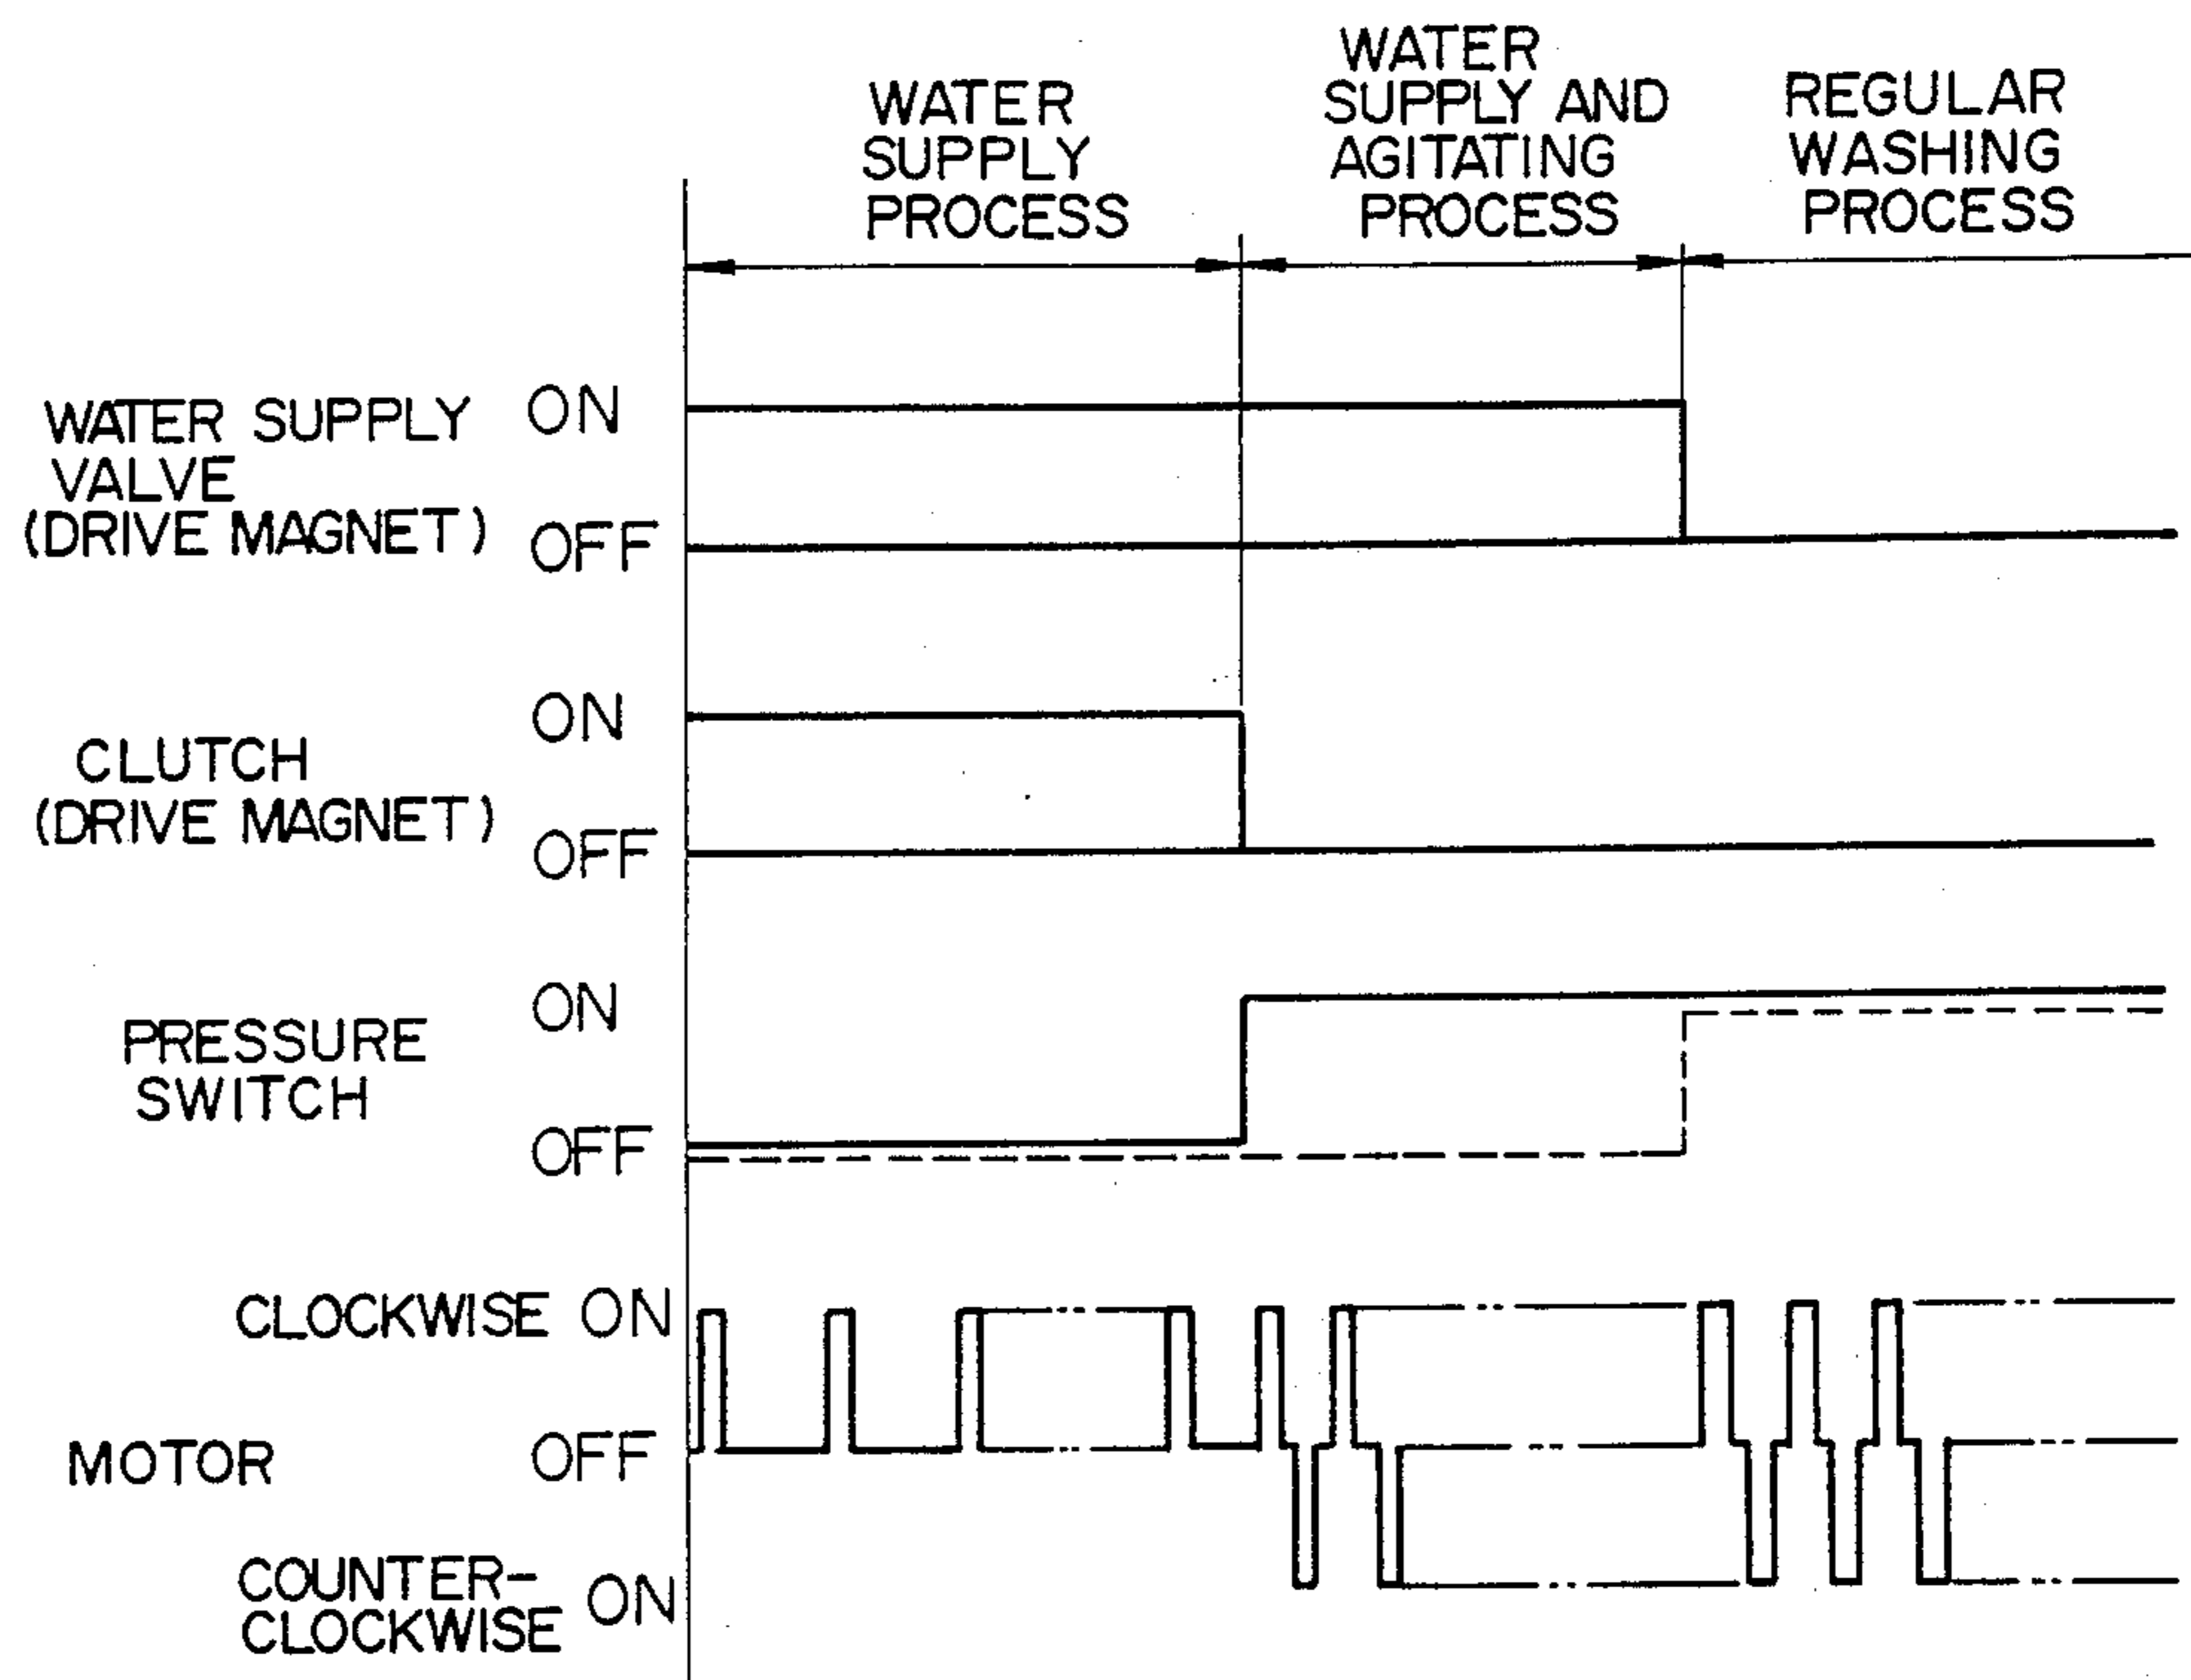 WATER
SUPPLY
PROCESS
WATER
SUPPLY AND
AGITATING
PROCESS
REGULAR
WASHING
PROCESS
WATER SUPPLY
VALVE
(DRIVE MAGNET)
ON
OFF
CLUTCH
(DRIVE MAGNET)
ON
OFF
PRESSURE
SWITCH
ON
OFF
MOTOR
CLOCKWISE ON
OFF
COUNTER-
CLOCKWISE
ON